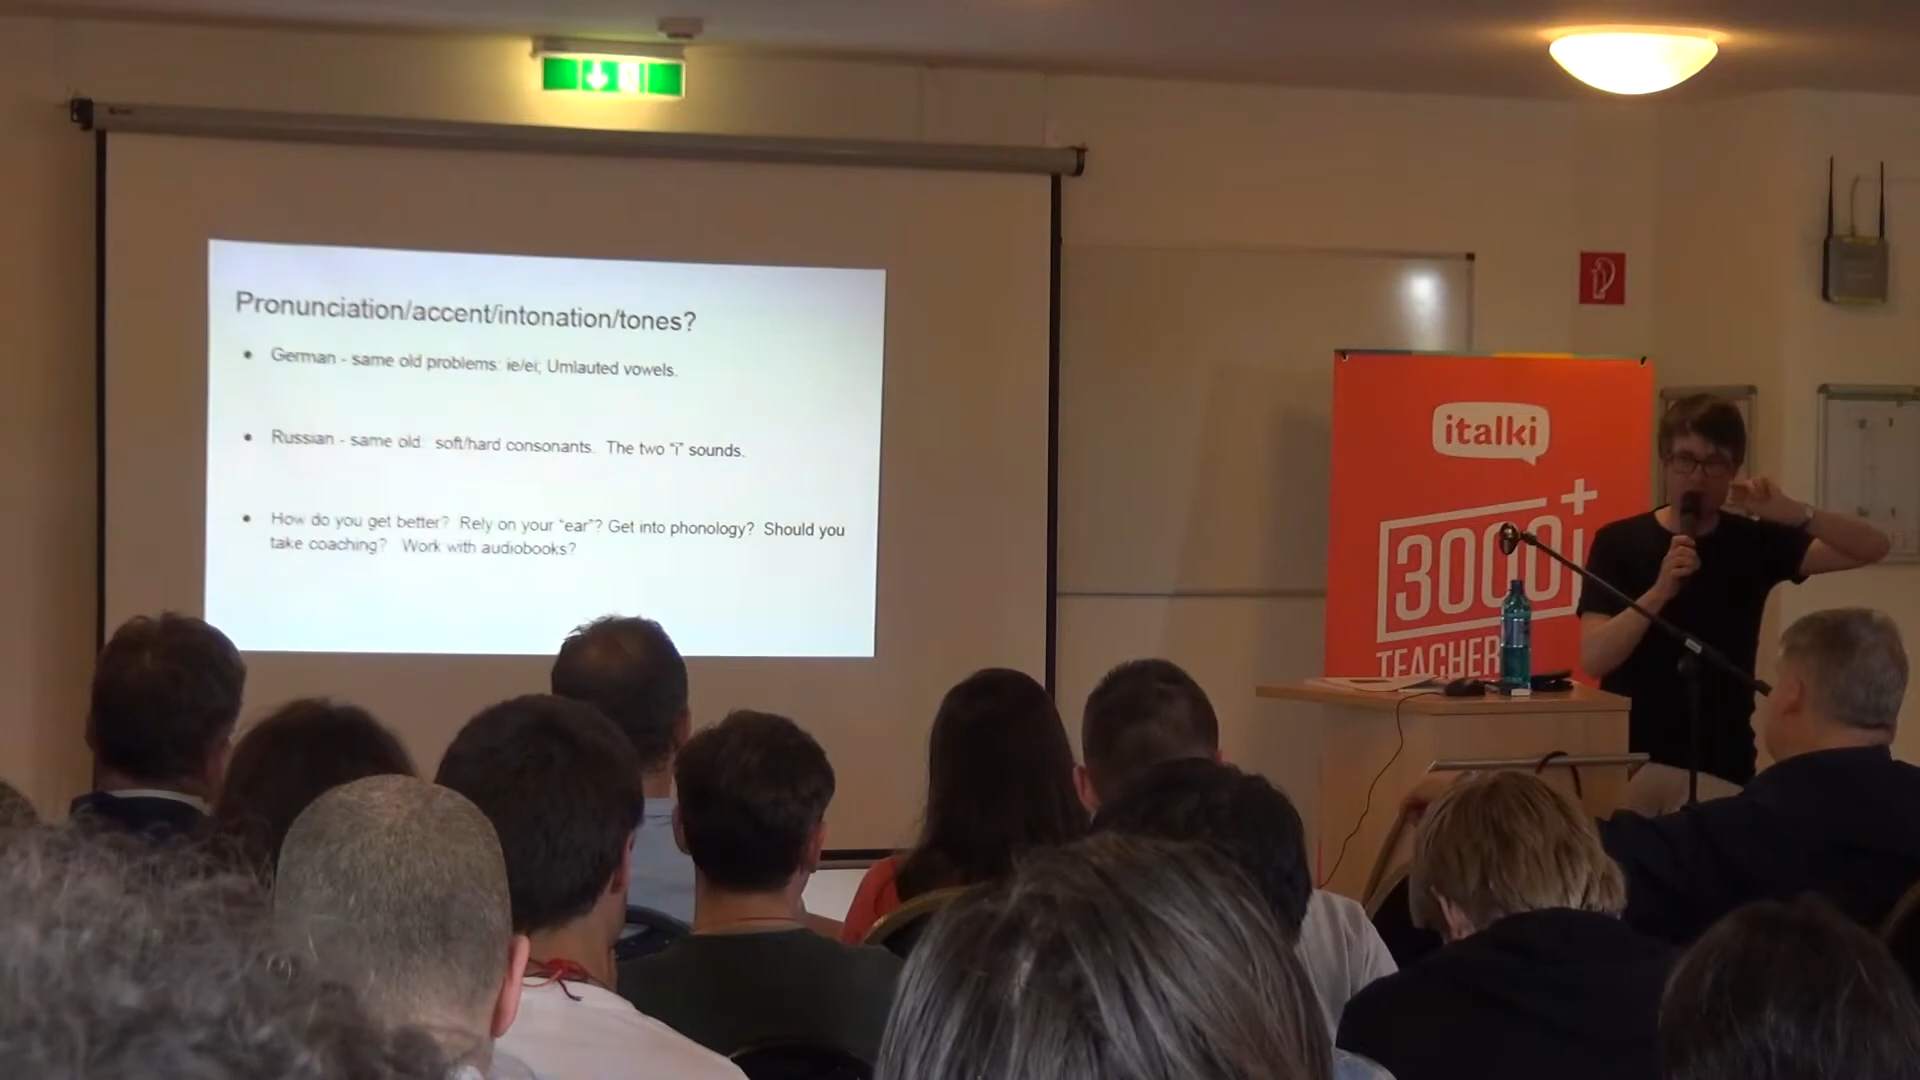 Pronunciation/accent/intonation/tones?
• German - same old problems: ie/ei; Umlauted vowels.
• Russian - same old: soft/hard consonants. The two "i" sounds.
• How do you get better? Rely on your "ear"? Get into phonology? Should you
take coaching? Work with audiobooks?
italki
3000+
TEACHER